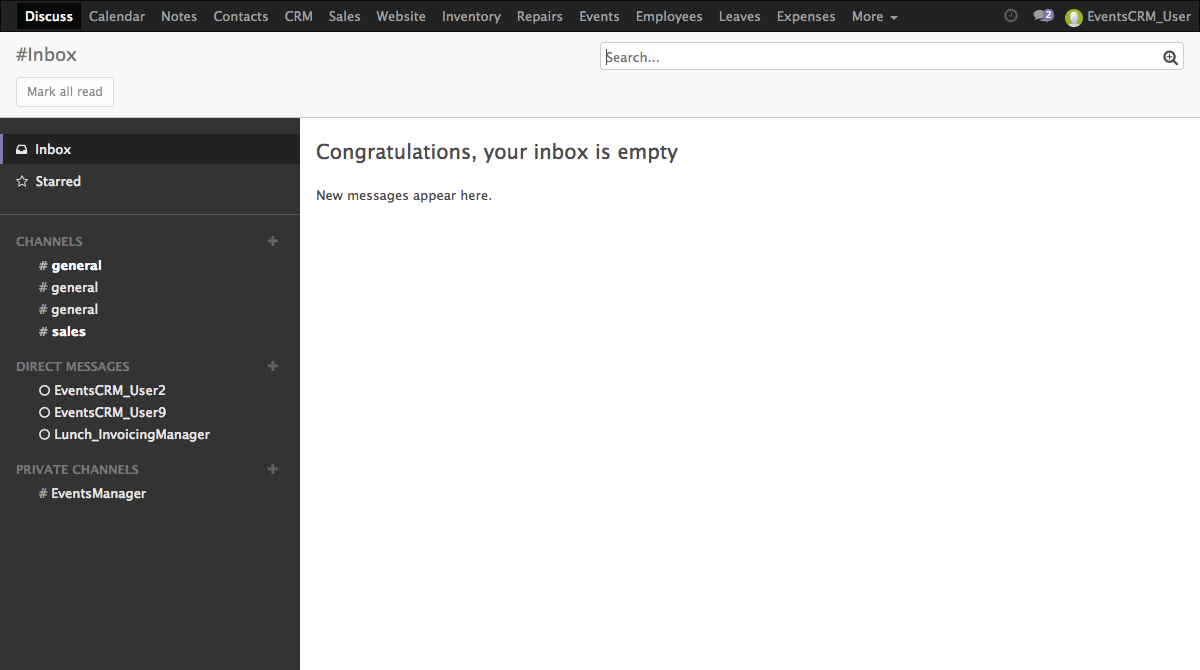 Discuss Calendar Notes Contacts CRM Sales Website Inventory Repairs Events Employees Leaves Expenses More 2 EventsCRM_User
#Inbox
Search...
Mark all read
Inbox
Starred
CHANNELS
# general
# general
# general
# sales
DIRECT MESSAGES
EventsCRM_User2
EventsCRM_User9
Lunch_InvoicingManager
PRIVATE CHANNELS
# EventsManager
Congratulations, your inbox is empty
New messages appear here.